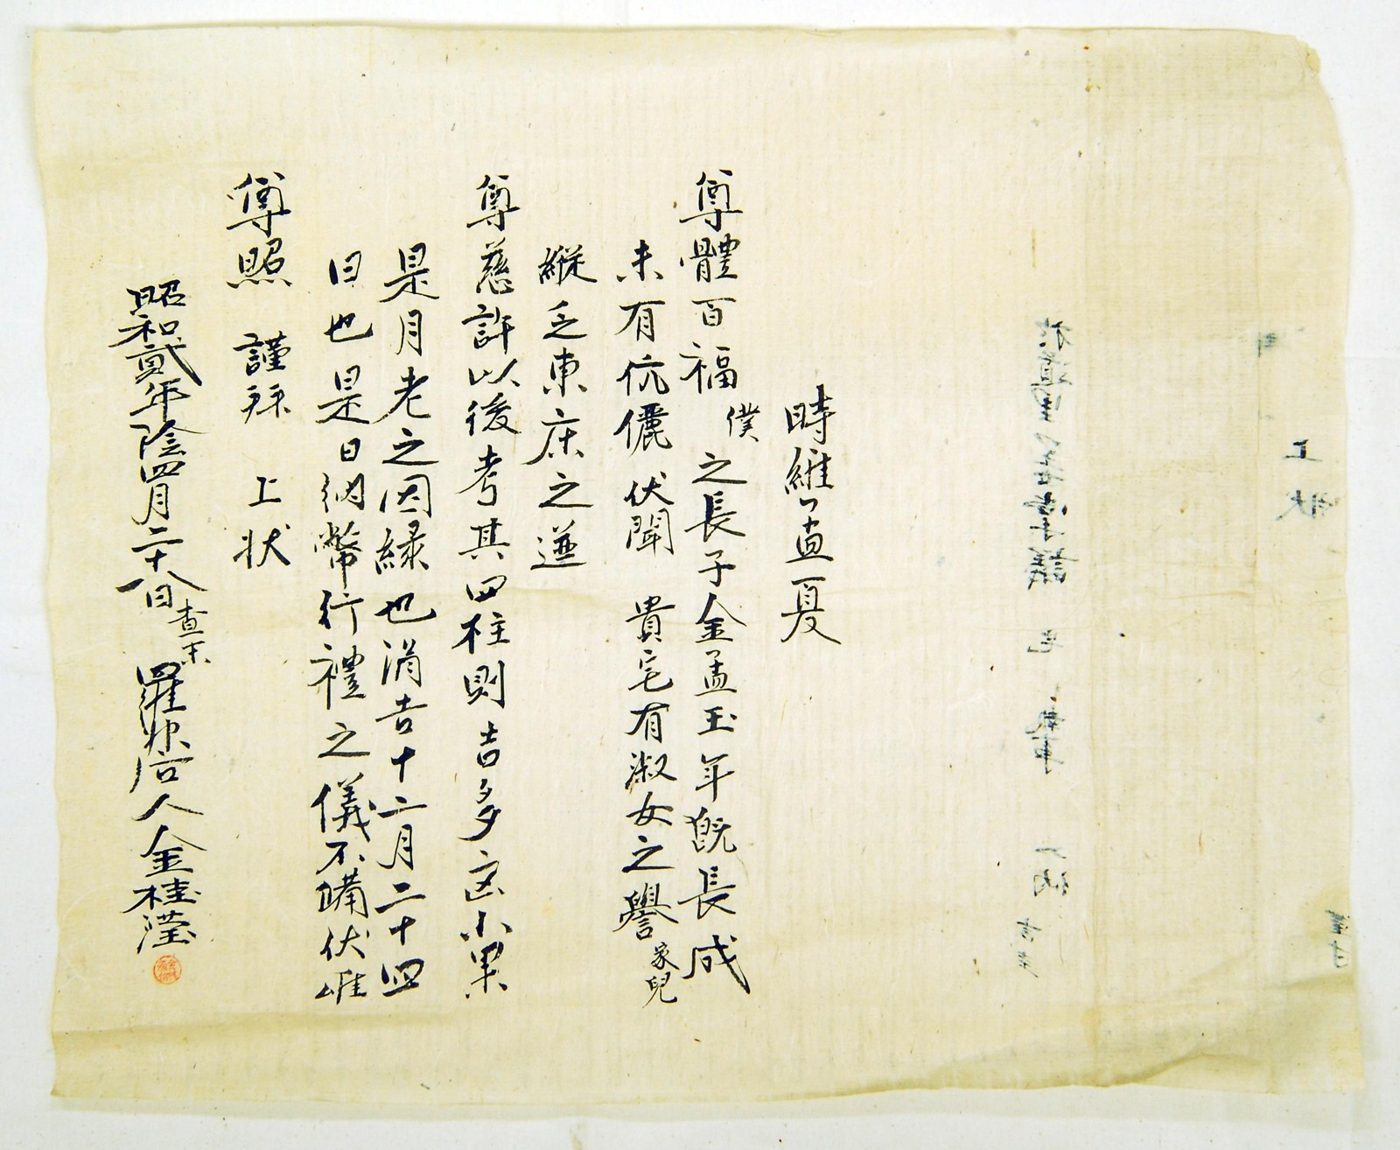 時維孟夏
尊體百福 僕之長子金孟玉年旣長成
未有伉儷伏聞 貴宅有淑女之譽家兒
縱乏東床之選
尊慈許以後考其四柱則吉多凶小果
是月老之因緣也涓吉十二月二十四
日也是日納幣行禮之儀不備伏惟
尊照 謹拜 上狀
昭和貳年陰四月二十八日查末 羅州后人金桂瀅
上狀